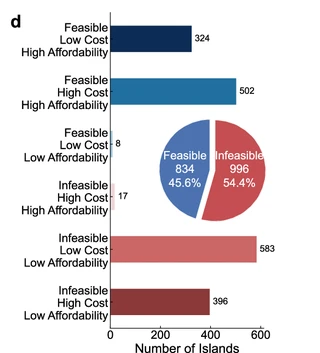 d
Feasible
Low Cost
High Affordability
324
Feasible
High Cost
High Affordability
502
Feasible
Low Cost
Low Affordability
8
Infeasible
High Cost
High Affordability
17
Infeasible
Low Cost
Low Affordability
583
Infeasible
High Cost
Low Affordability
396
Feasible
834
45.6%
Infeasible
996
54.4%
0 200 400 600
Number of Islands